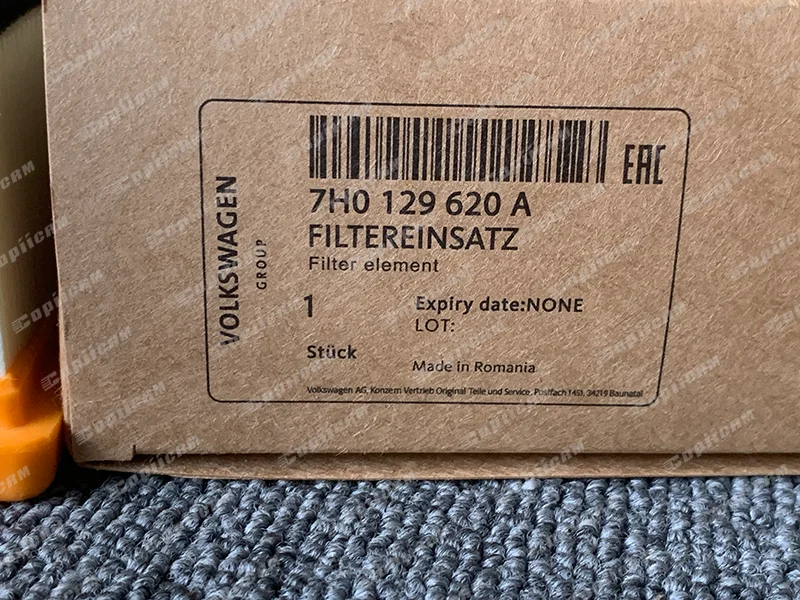 VOLKSWAGEN
GROUP
EAC
7H0 129 620 A
FILTEREINSATZ
Filter element
1
Expiry date:NONE
LOT:
Stück
Made in Romania
Volkswagen AG, Konzern Vertrieb Original Teile und Service, Postfach 1451, 34219 Baunatal
CopiiCRM